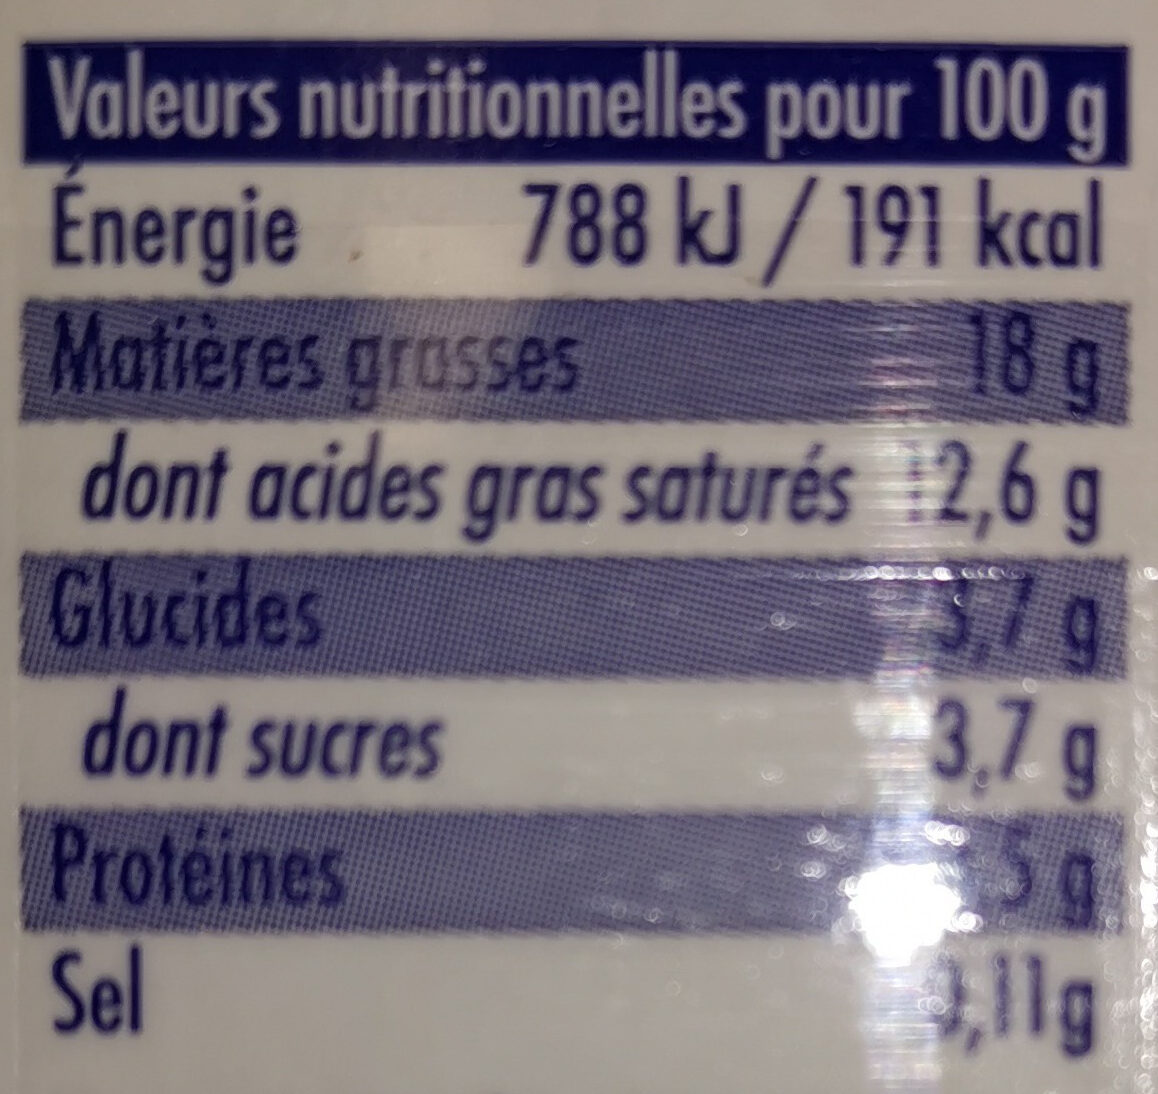 Valeurs nutritionnelles pour 100 g
Énergie 788 kJ / 191 kcal
Matières grasses 18 g
dont acides gras saturés 12,6 g
Glucides 3,7 g
dont sucres 3,7 g
Protéines g
Sel 0,11g